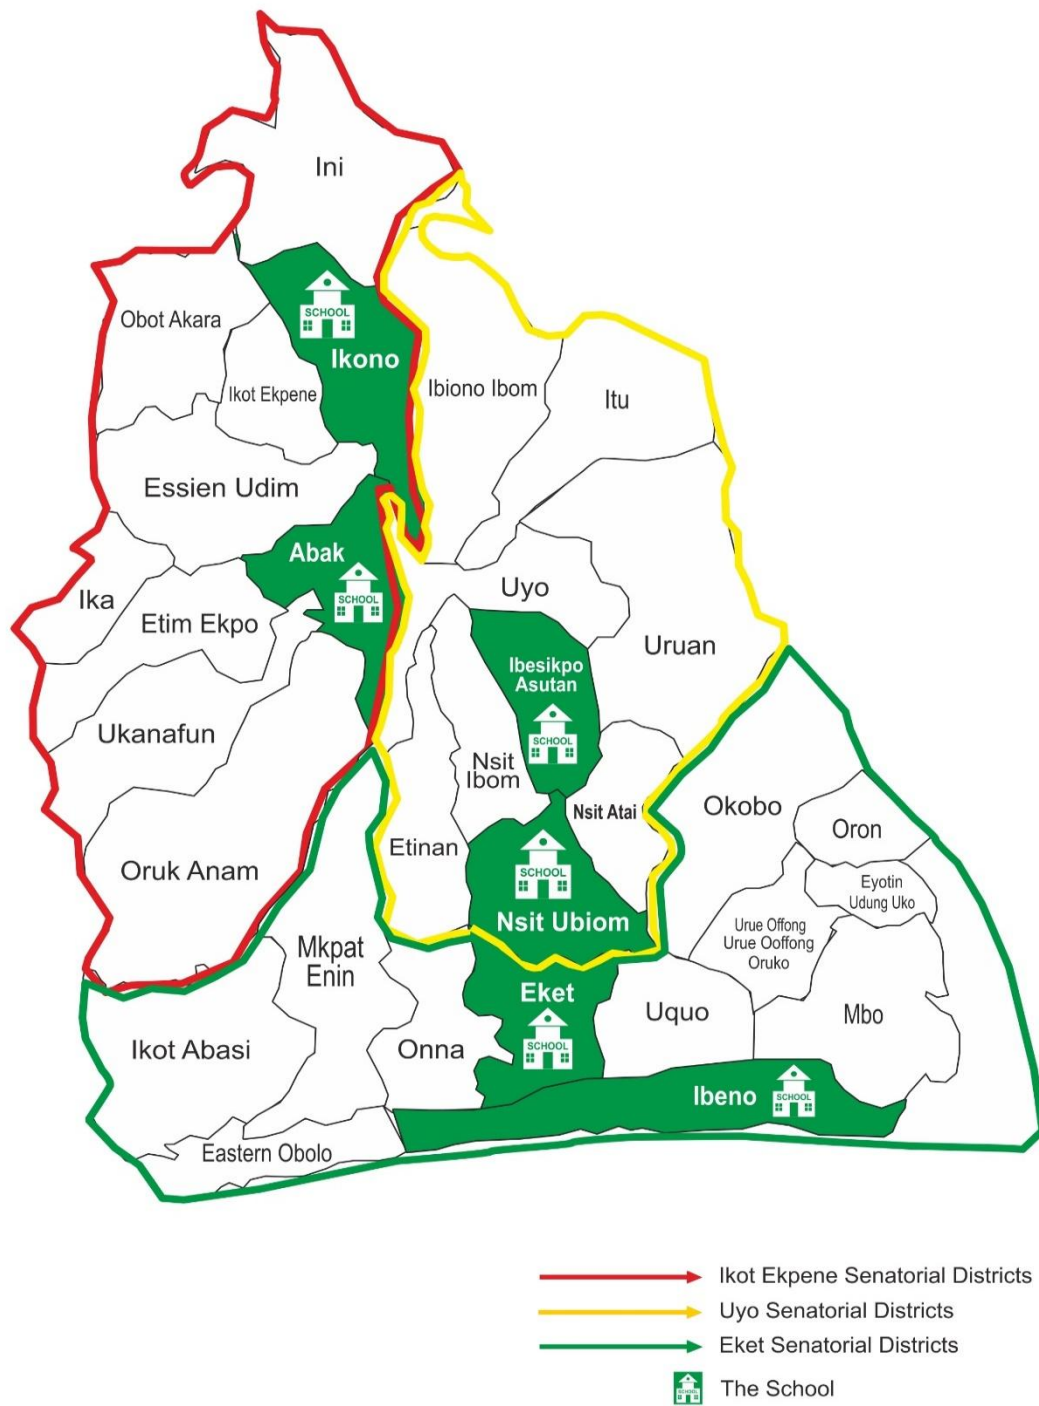 Ini
SCHOOL
Ikono
Obot Akara
Ikot Ekpene
Ibiono Ibom
Itu
Essien Udim
Abak
SCHOOL
Uyo
Ika
Etim Ekpo
Uruan
Ibesikpo
Asutan
SCHOOL
Ukanafun
Nsit
Ibom
Nsit Atai
Okobo
Oron
Etinan
SCHOOL
Nsit Ubiom
Oruk Anam
Eyotin
Udung Uko
Urue Offong
Urue Ooffong
Oruko
Mkpat
Enin
Eket
SCHOOL
Uquo
Mbo
Ikot Abasi
Onna
Ibeno
SCHOOL
Eastern Obolo
Ikot Ekpene Senatorial Districts
Uyo Senatorial Districts
Eket Senatorial Districts
SCHOOL
The School